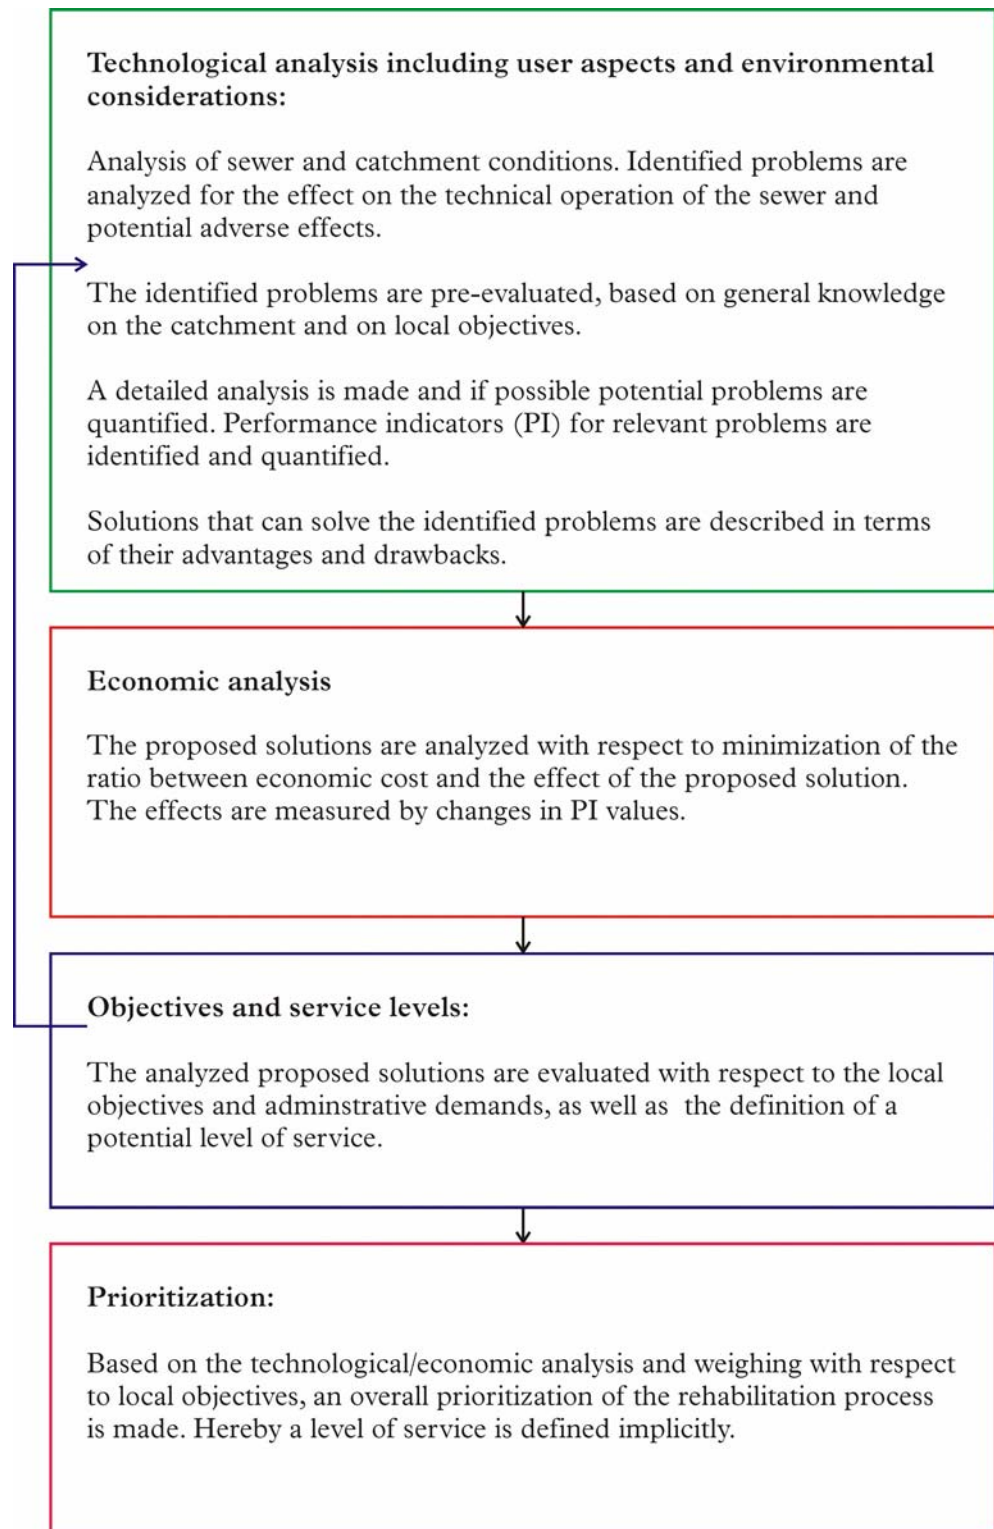 Technological analysis including user aspects and environmental
considerations:
Analysis of sewer and catchment conditions. Identified problems are
analyzed for the effect on the technical operation of the sewer and
potential adverse effects.
The identified problems are pre-evaluated, based on general knowledge
on the catchment and on local objectives.
A detailed analysis is made and if possible potential problems are
quantified. Performance indicators (PI) for relevant problems are
identified and quantified.
Solutions that can solve the identified problems are described in terms
of their advantages and drawbacks.
Economic analysis
The proposed solutions are analyzed with respect to minimization of the
ratio between economic cost and the effect of the proposed solution.
The effects are measured by changes in PI values.
Objectives and service levels:
The analyzed proposed solutions are evaluated with respect to the local
objectives and adminstrative demands, as well as  the definition of a
potential level of service.
Prioritization:
Based on the technological/economic analysis and weighing with respect
to local objectives, an overall prioritization of the rehabilitation process
is made. Hereby a level of service is defined implicitly.